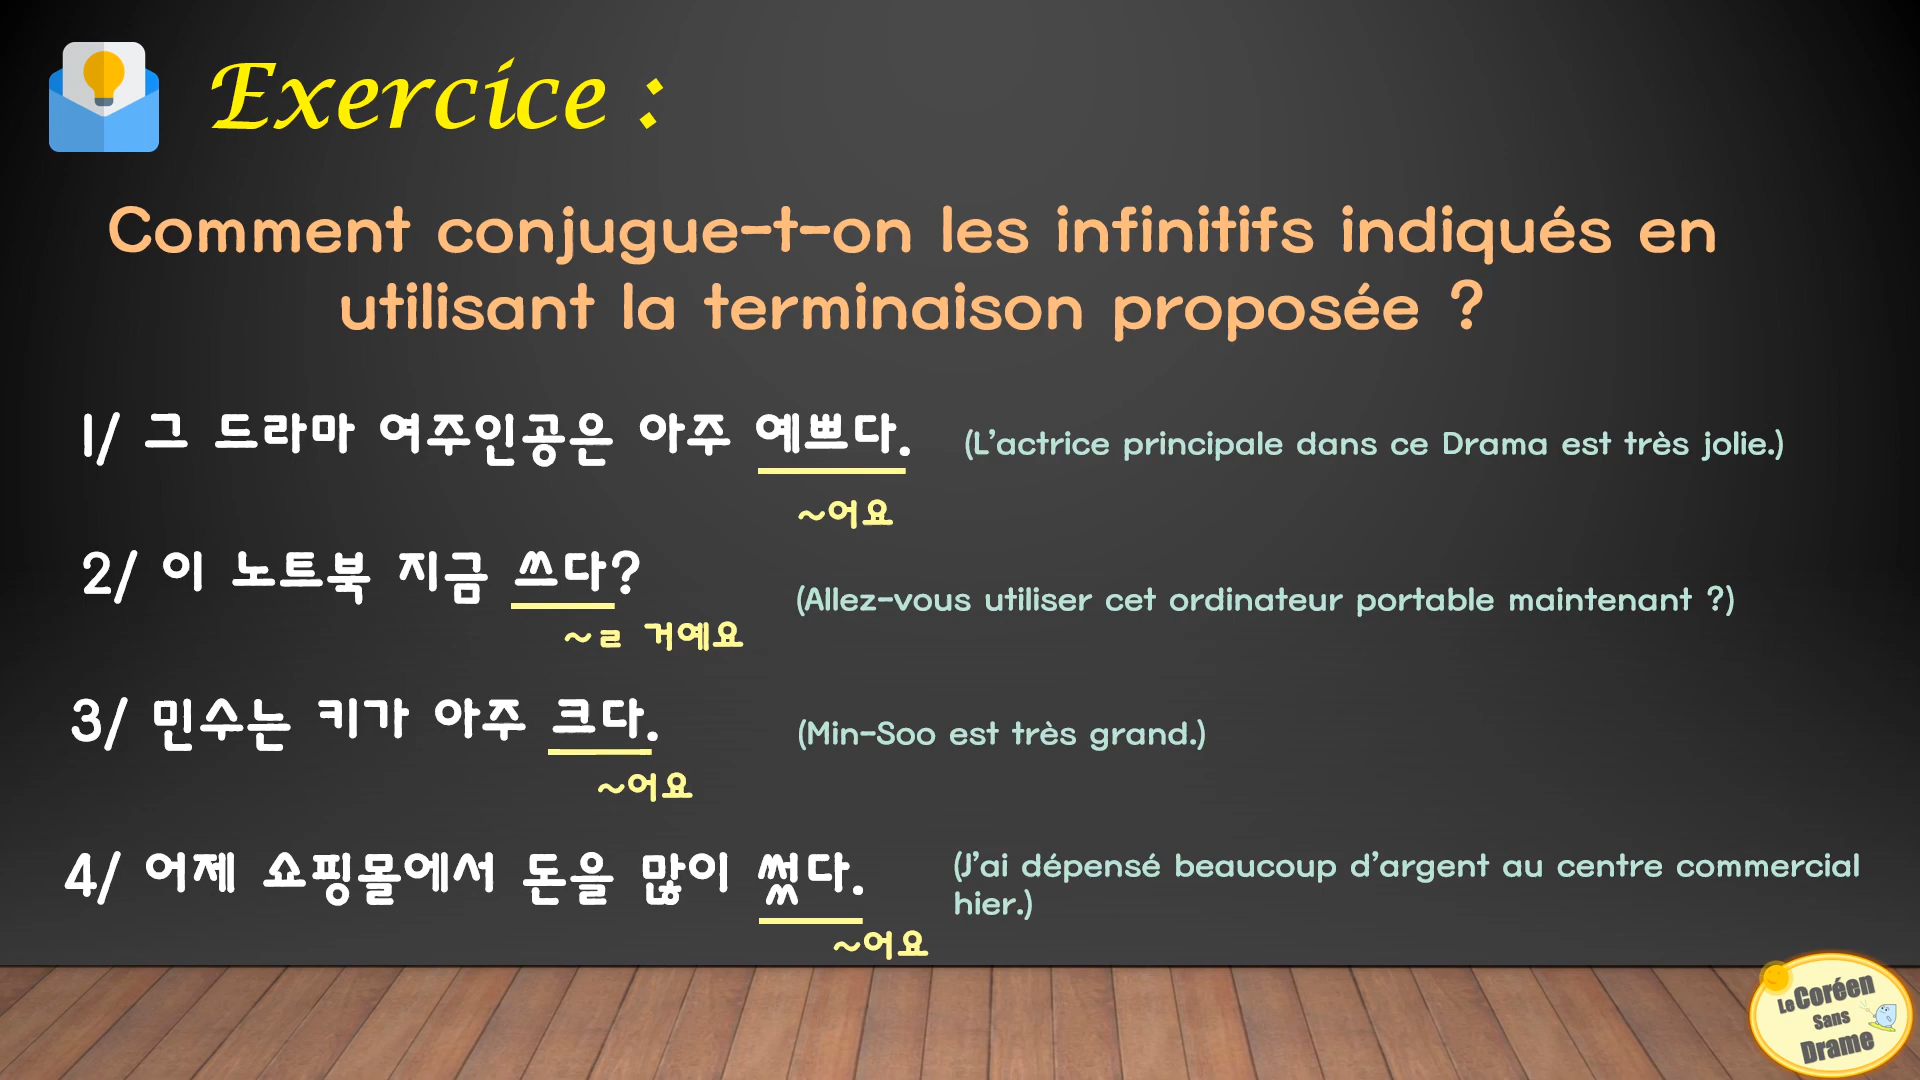 Exercice :
Comment conjugue-t-on les infinitifs indiqués en
utilisant la terminaison proposée ?
1/ 그 드라마 여주인공은 아주 예쁘다. (L'actrice principale dans ce Drama est très jolie.)
~어요
2/ 이 노트북 지금 쓰다? (Allez-vous utiliser cet ordinateur portable maintenant ?)
~ㄹ 거예요
3/ 민수는 키가 아주 크다. (Min-Soo est très grand.)
~어요
4/ 어제 쇼핑몰에서 돈을 많이 썼다. (J'ai dépensé beaucoup d'argent au centre commercial
hier.)
~어요
Le Coréen
Sans
Drame